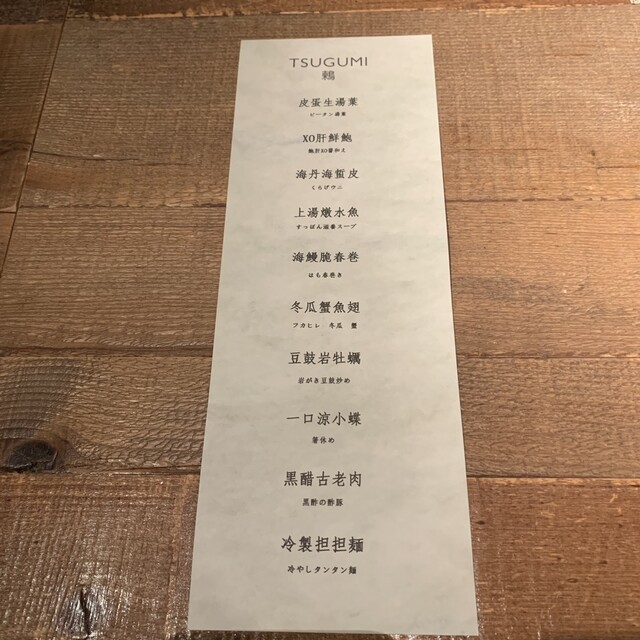 TSUGUMI
鶫
皮蛋生湯葉
ピータン湯葉
XO肝鮮鮑
鮑肝XO醤和え
海丹海蜇皮
くらげウニ
上湯燉水魚
すっぽん滋養スープ
海鰻脆春巻
はも春巻き
冬瓜蟹魚翅
フカヒレ 冬瓜 蟹
豆鼓岩牡蠣
岩がき豆鼓炒め
一口涼小蝶
箸休め
黒醋古老肉
黒酢の酢豚
冷製担担麺
冷やしタンタン麺